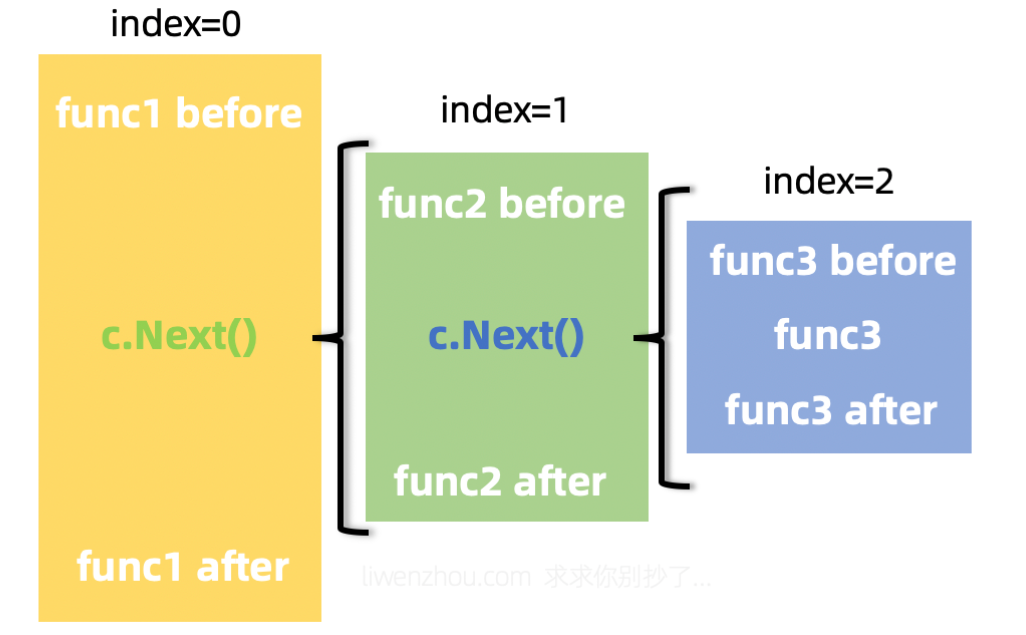 index=0
func1 before
c.Next()
func1 after
index=1
func2 before
c.Next()
func2 after
index=2
func3 before
func3
func3 after
liwenzhou.com 求求你别抄了...